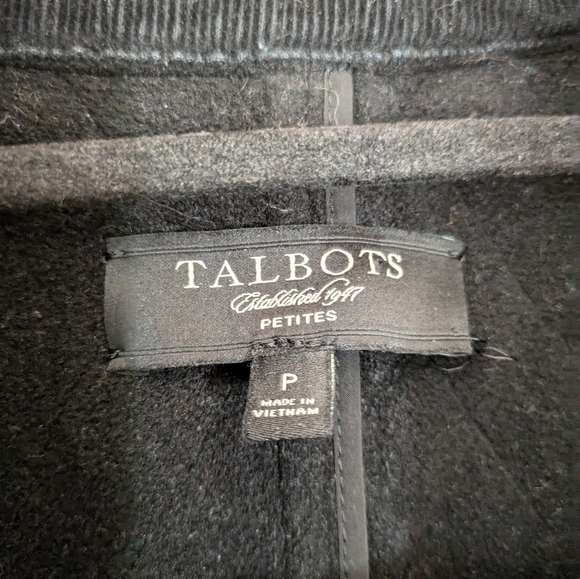 TALBOTS
Established 1947
PETITES
P
MADE IN
VIETNAM